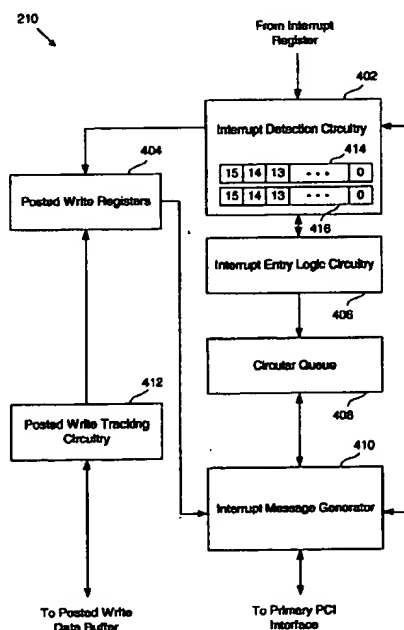 210
From Interrupt
Register
402
Interrupt Detection Circuitry
414
15 14 13 • • • 0
15 14 13 • • • 0
416
404
Posted Write Registers
Interrupt Entry Logic Circuitry
406
Circular Queue
408
412
Posted Write Tracking
Circuitry
410
Interrupt Message Generator
To Posted Write
Data Buffer
To Primary PCI
Interface